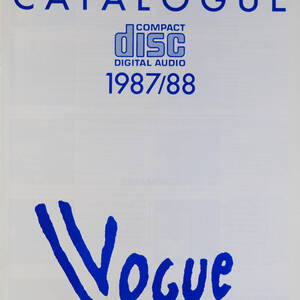 CATALOGUE
COMPACT
disc
DIGITAL AUDIO
1987/88
VOGUE